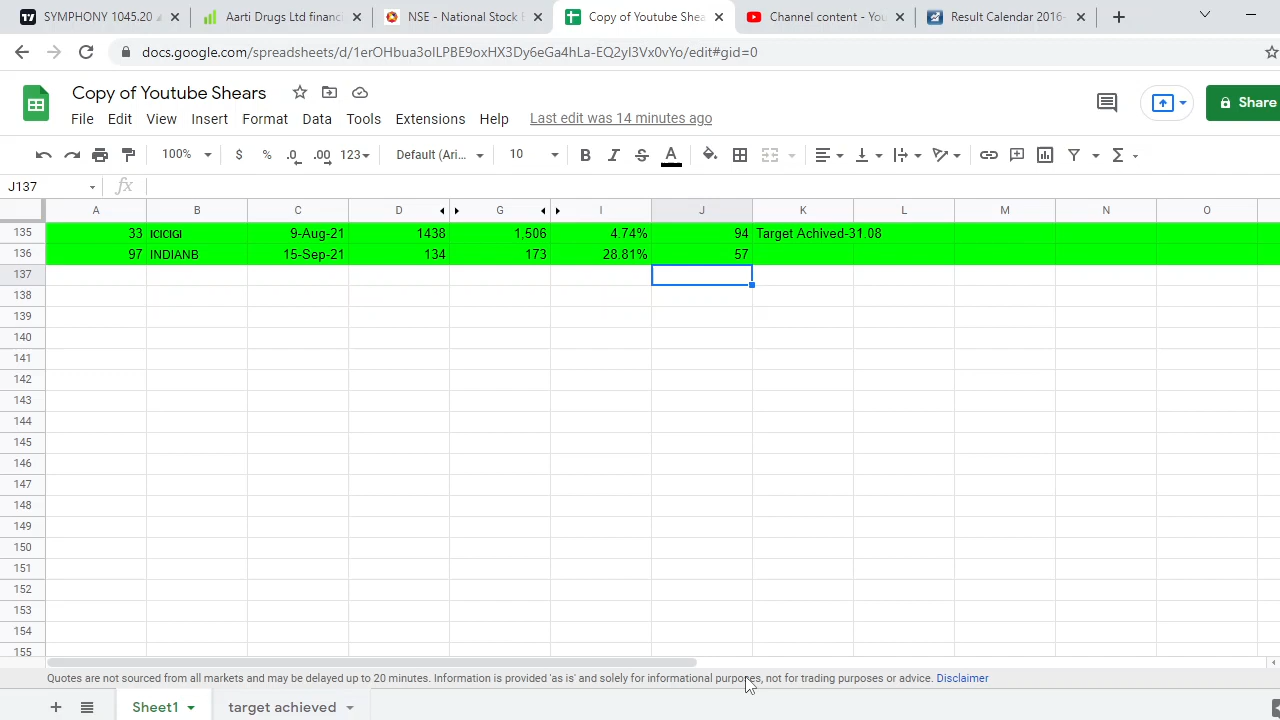 SYMPHONY 1045.20
Aarti Drugs Ltd financ
NSE - National Stock
Copy of Youtube Shea
Channel content - You
Result Calendar 2016-
docs.google.com/spreadsheets/d/1erOHbua3olLPBE9oxHX3Dy6eGa4hLa-EQ2yl3Vx0vYo/edit#gid=0
Copy of Youtube Shears
File Edit View Insert Format Data Tools Extensions Help Last edit was 14 minutes ago
Share
100% $ % .0 .00 123 Default (Ari... 10 B I S A
J137 fx
A B C D G I J K L M N O
135 33 ICICIGI 9-Aug-21 1438 1,506 4.74% 94 Target Achived-31.08
136 97 INDIANB 15-Sep-21 134 173 28.81% 57
137
138
139
140
141
142
143
144
145
146
147
148
149
150
151
152
153
154
155
Quotes are not sourced from all markets and may be delayed up to 20 minutes. Information is provided 'as is' and solely for informational purposes, not for trading purposes or advice. Disclaimer
Sheet1 target achieved